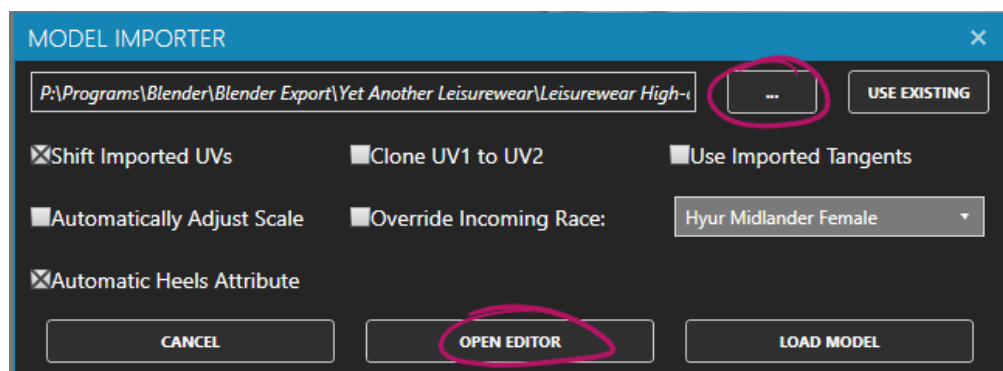 MODEL IMPORTER ×
P:\Programs\Blender\Blender Export\Yet Another Leisurewear\Leisurewear High- ... USE EXISTING
Shift Imported UVs Clone UV1 to UV2 Use Imported Tangents
Automatically Adjust Scale Override Incoming Race: Hyur Midlander Female
Automatic Heels Attribute
CANCEL OPEN EDITOR LOAD MODEL